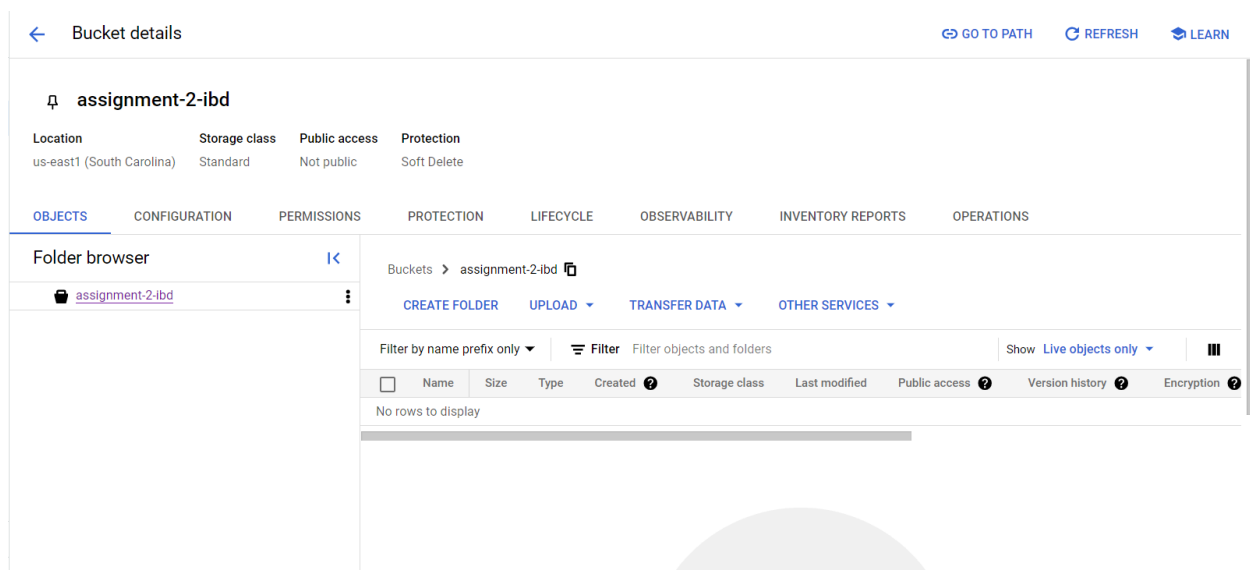 Bucket details
GO TO PATH
REFRESH
LEARN
assignment-2-ibd
Location Storage class Public access Protection
us-east1 (South Carolina) Standard Not public Soft Delete
OBJECTS CONFIGURATION PERMISSIONS PROTECTION LIFECYCLE OBSERVABILITY INVENTORY REPORTS OPERATIONS
Folder browser
assignment-2-ibd
Buckets > assignment-2-ibd
CREATE FOLDER UPLOAD TRANSFER DATA OTHER SERVICES
Filter by name prefix only Filter Filter objects and folders Show Live objects only
Name Size Type Created Storage class Last modified Public access Version history Encryption
No rows to display